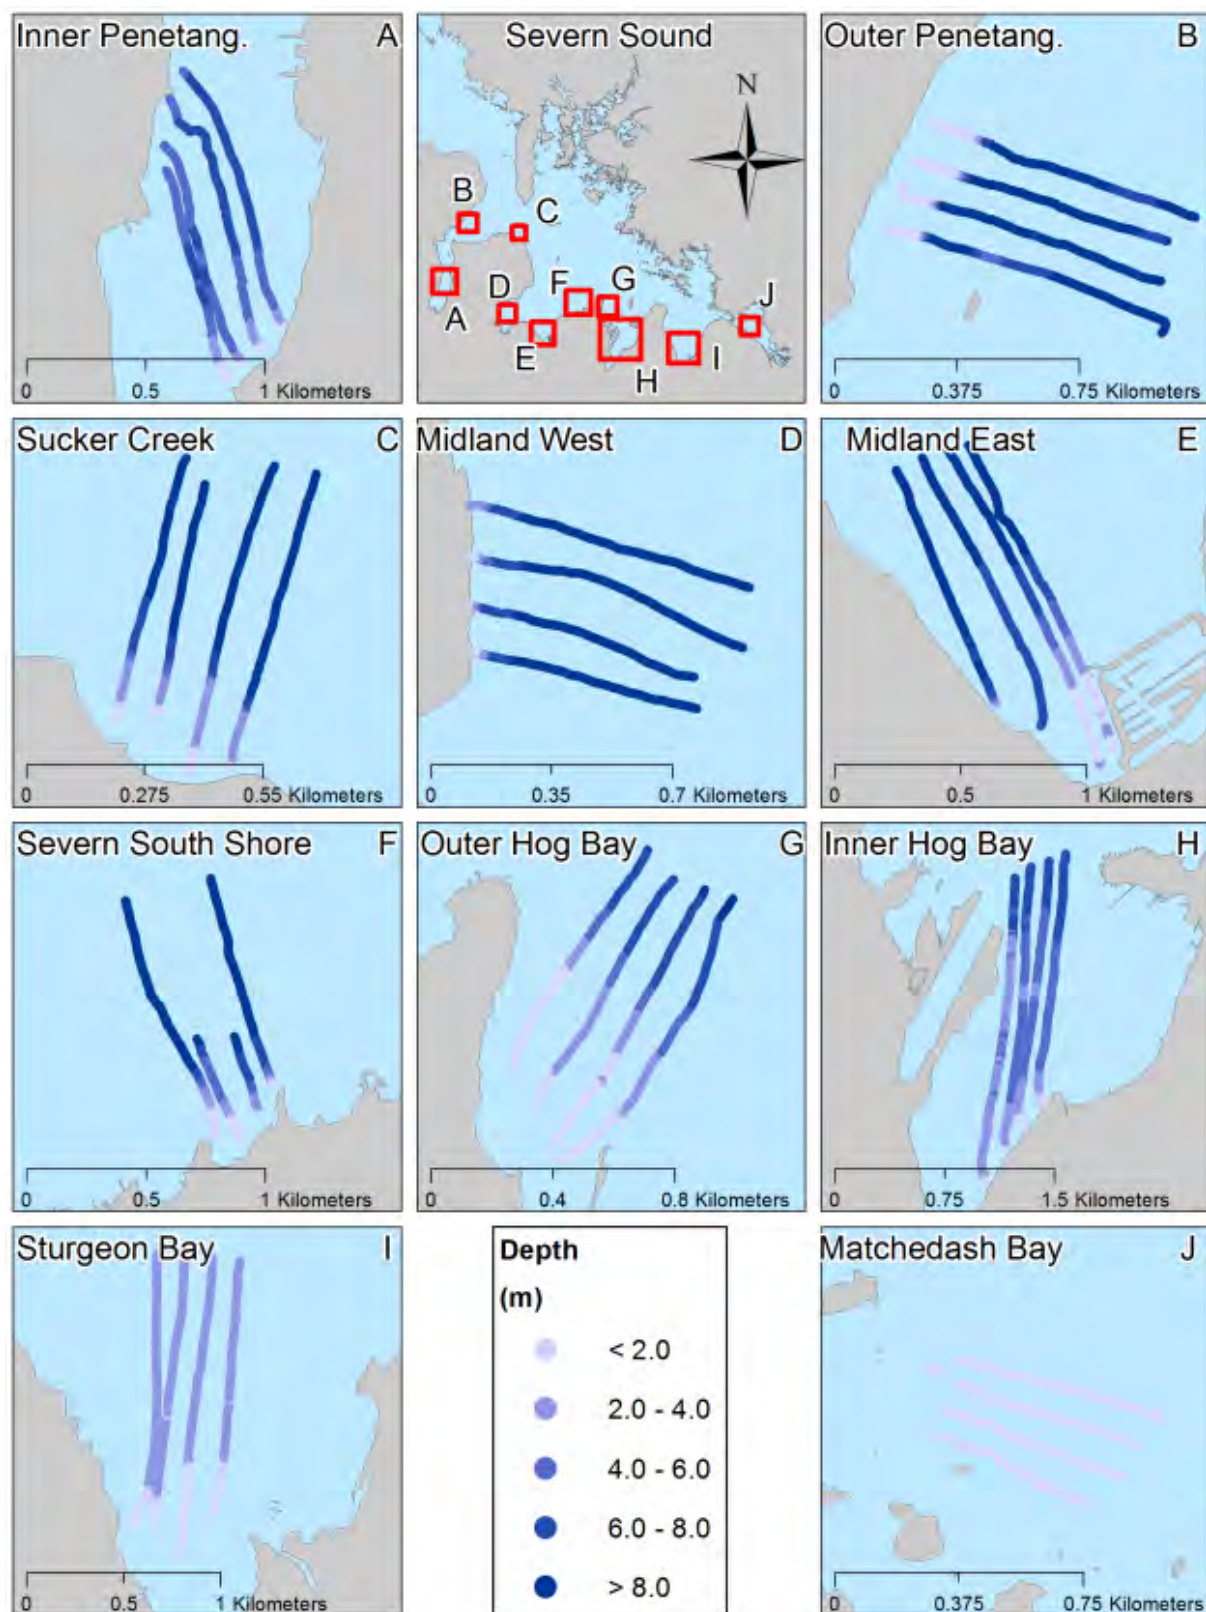 Inner Penetang. A
Severn Sound
Outer Penetang. B
N
B
C
D
F
G
J
A
E
H
I
0 0.5 1 Kilometers
0 0.375 0.75 Kilometers
Sucker Creek C
Midland West D
Midland East E
0 0.275 0.55 Kilometers
0 0.35 0.7 Kilometers
0 0.5 1 Kilometers
Severn South Shore F
Outer Hog Bay G
Inner Hog Bay H
0 0.5 1 Kilometers
0 0.4 0.8 Kilometers
0 0.75 1.5 Kilometers
Sturgeon Bay I
Depth
(m)
< 2.0
2.0 - 4.0
4.0 - 6.0
6.0 - 8.0
> 8.0
Matchedash Bay J
0 0.5 1 Kilometers
0 0.375 0.75 Kilometers